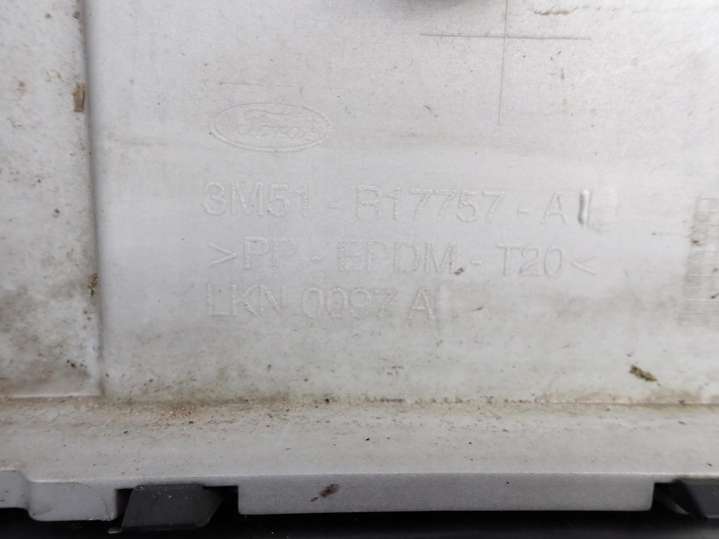 Ford
3M51-R17757-A
>PP-EPDM-T20<
LKN 0097 A